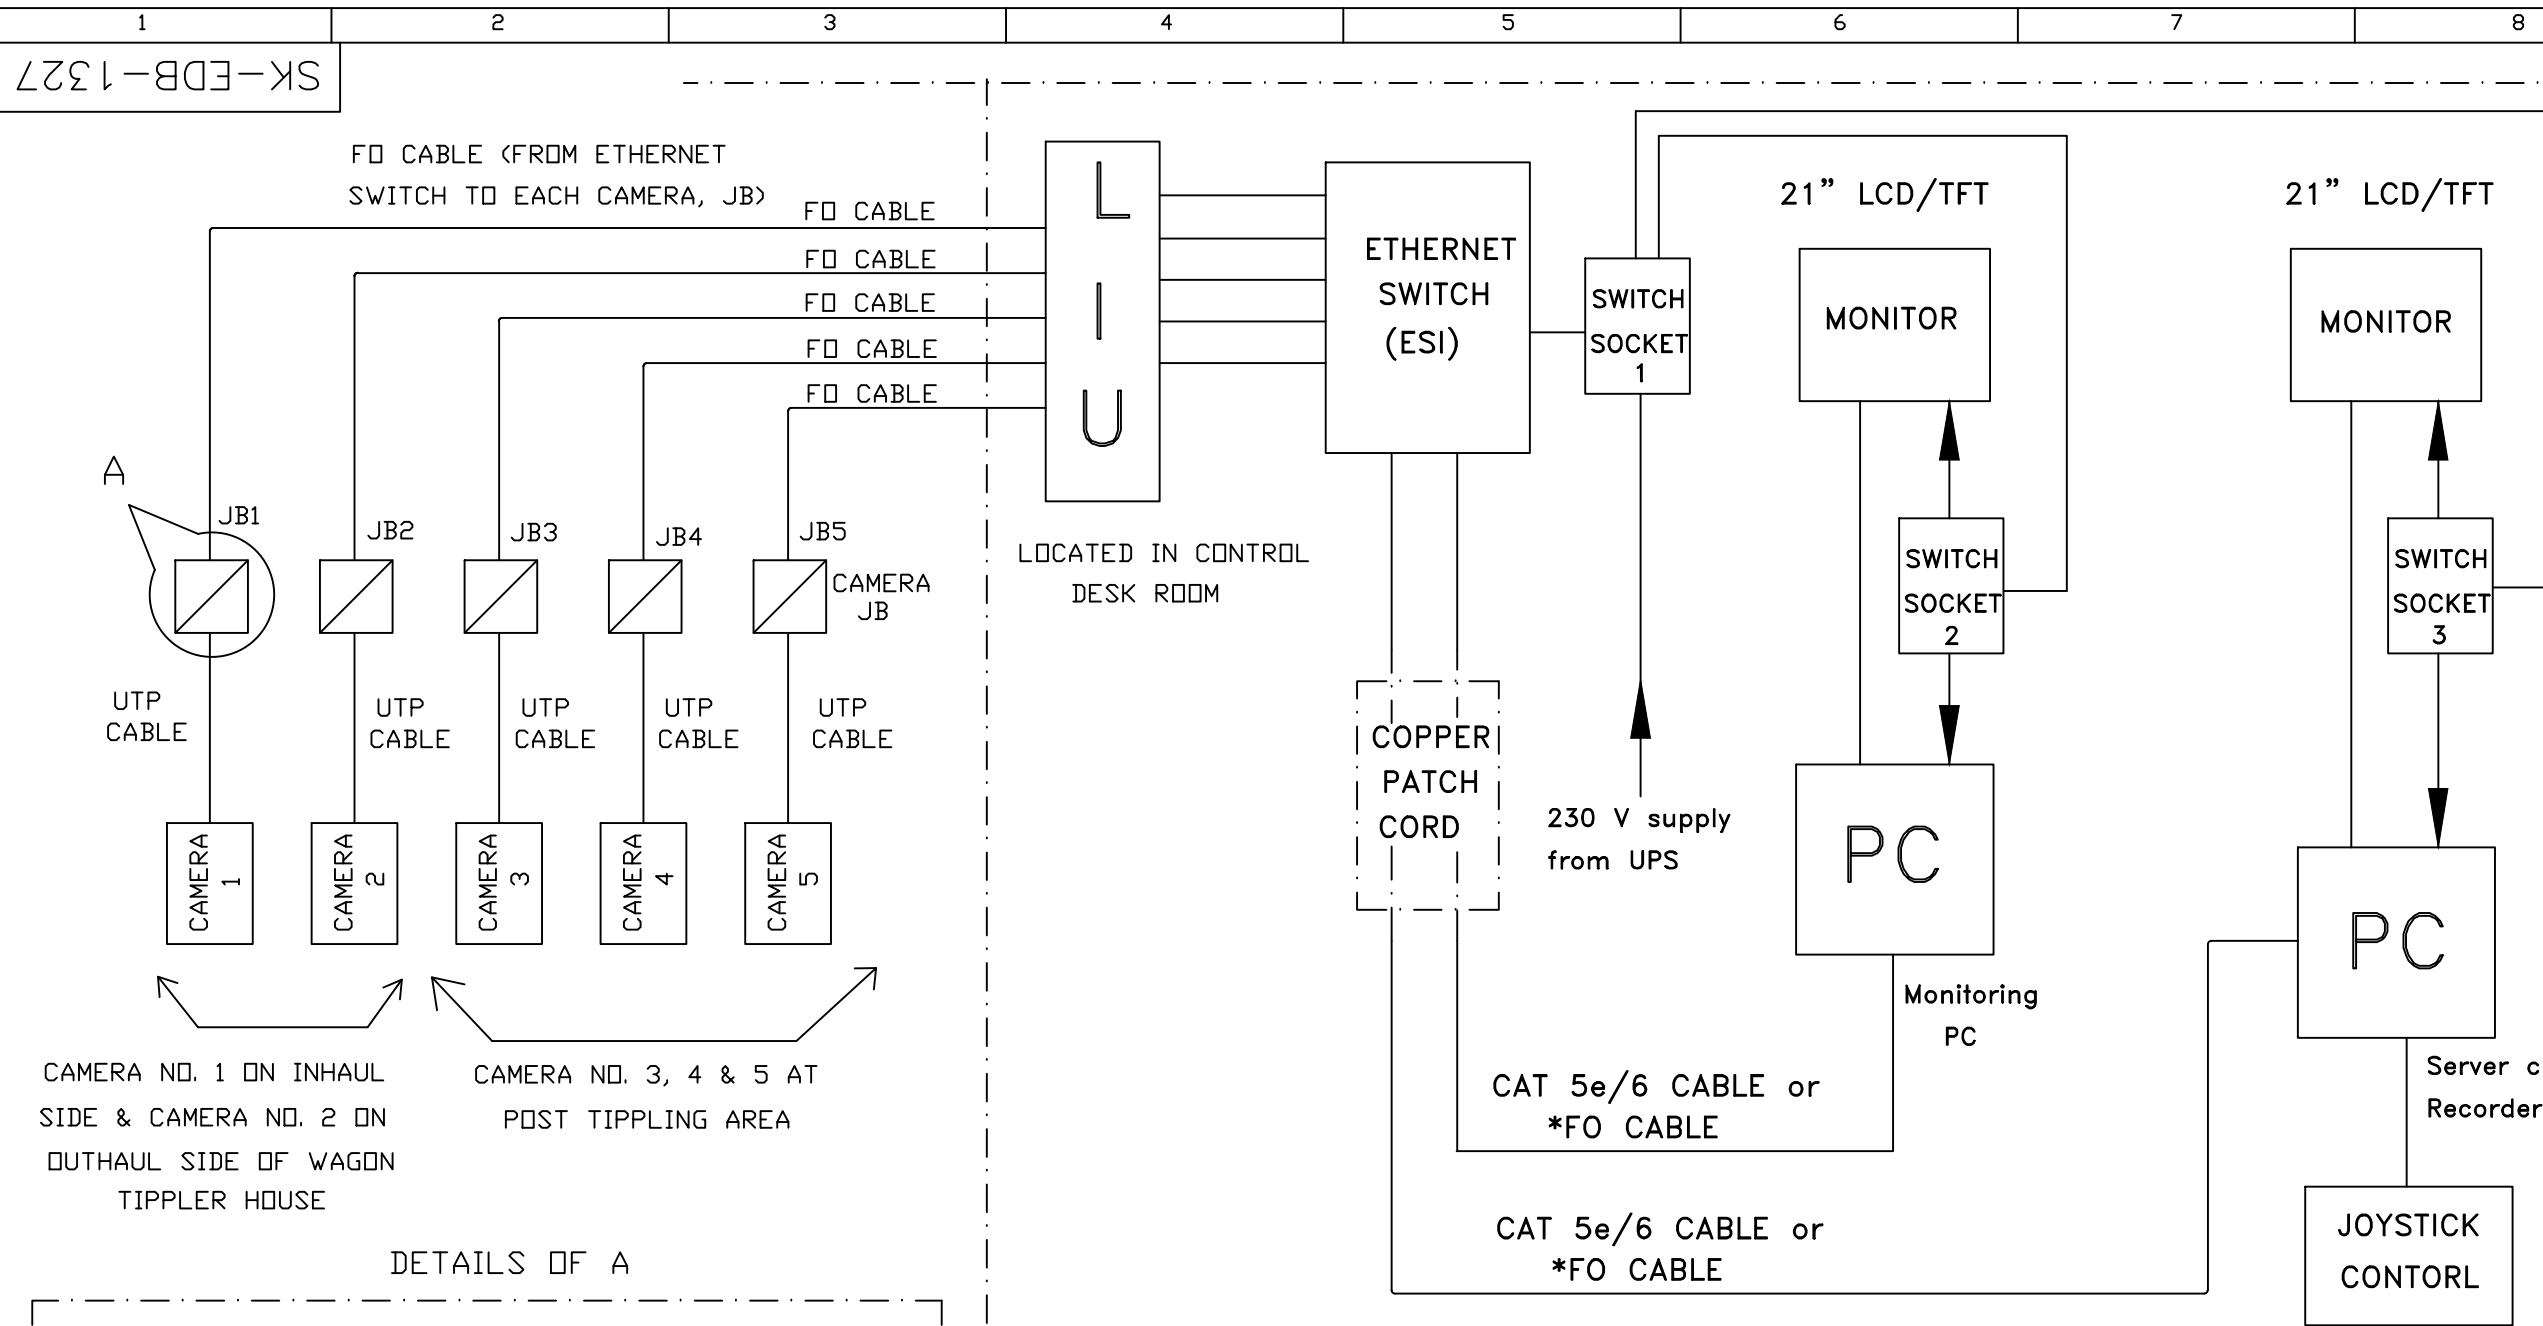 1 2 3 4 5 6 7 8
SK-EDB-1327
FO CABLE (FROM ETHERNET
SWITCH TO EACH CAMERA, JB)
FO CABLE
FO CABLE
FO CABLE
FO CABLE
FO CABLE
A
JB1
JB2
JB3
JB4
JB5
CAMERA
JB
UTP
CABLE
UTP
CABLE
UTP
CABLE
UTP
CABLE
UTP
CABLE
CAMERA
1
CAMERA
2
CAMERA
3
CAMERA
4
CAMERA
5
CAMERA NO. 1 ON INHAUL
SIDE & CAMERA NO. 2 ON
OUTHAUL SIDE OF WAGON
TIPPLER HOUSE
CAMERA NO. 3, 4 & 5 AT
POST TIPPLING AREA
DETAILS OF A
L
I
U
LOCATED IN CONTROL
DESK ROOM
ETHERNET
SWITCH
(ESI)
SWITCH
SOCKET
1
COPPER
PATCH
CORD
230 V supply
from UPS
21” LCD/TFT
MONITOR
SWITCH
SOCKET
2
PC
Monitoring
PC
CAT 5e/6 CABLE or
*FO CABLE
CAT 5e/6 CABLE or
*FO CABLE
21” LCD/TFT
MONITOR
SWITCH
SOCKET
3
PC
Server c
Recorder
JOYSTICK
CONTORL